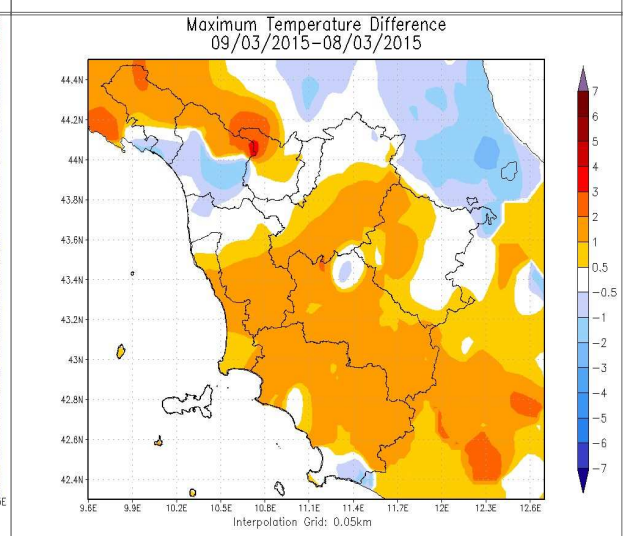 Maximum Temperature Difference
09/03/2015-08/03/2015
44.4N
44.2N
44N
43.8N
43.6N
43.4N
43.2N
43N
42.8N
42.6N
42.4N
9.6E 9.9E 10.2E 10.5E 10.8E 11.1E 11.4E 11.7E 12E 12.3E 12.6E
Interpolation Grid: 0.05km
7
6
5
4
3
2
1
0.5
-0.5
-1
-2
-3
-4
-5
-6
-7